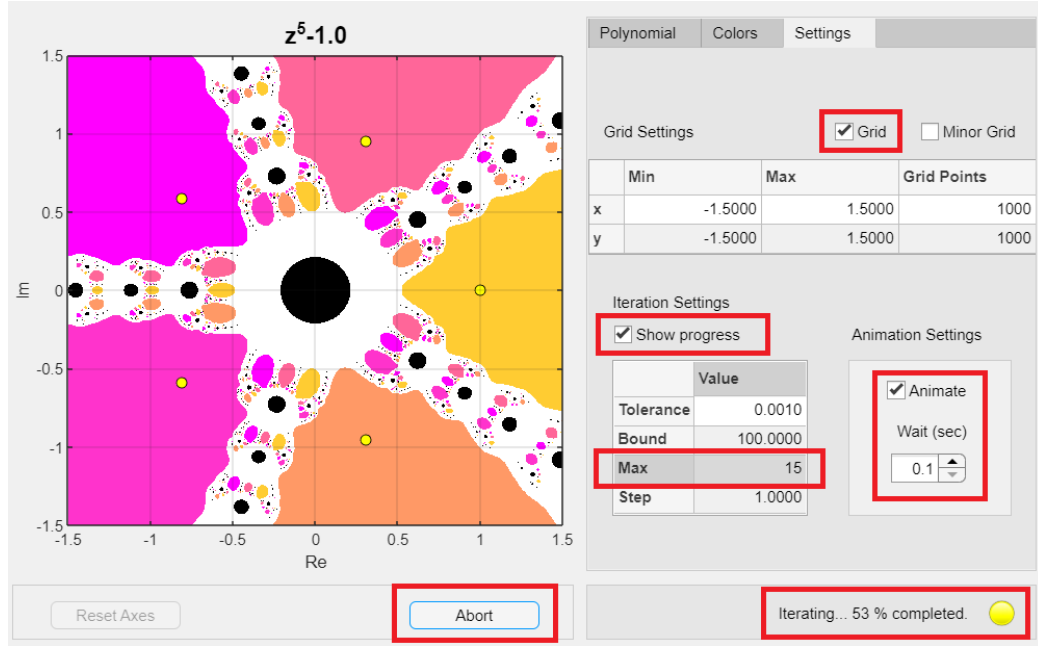 z⁵-1.0
1.5
1
0.5
0
-0.5
-1
-1.5
Im
-1.5 -1 -0.5 0 0.5 1 1.5
Re
Reset Axes
Abort
Polynomial Colors Settings
Grid Settings
Grid
Minor Grid
Min Max Grid Points
x -1.5000 1.5000 1000
y -1.5000 1.5000 1000
Iteration Settings
Show progress
Value
Tolerance 0.0010
Bound 100.0000
Max 15
Step 1.0000
Animation Settings
Animate
Wait (sec)
0.1
Iterating... 53 % completed.